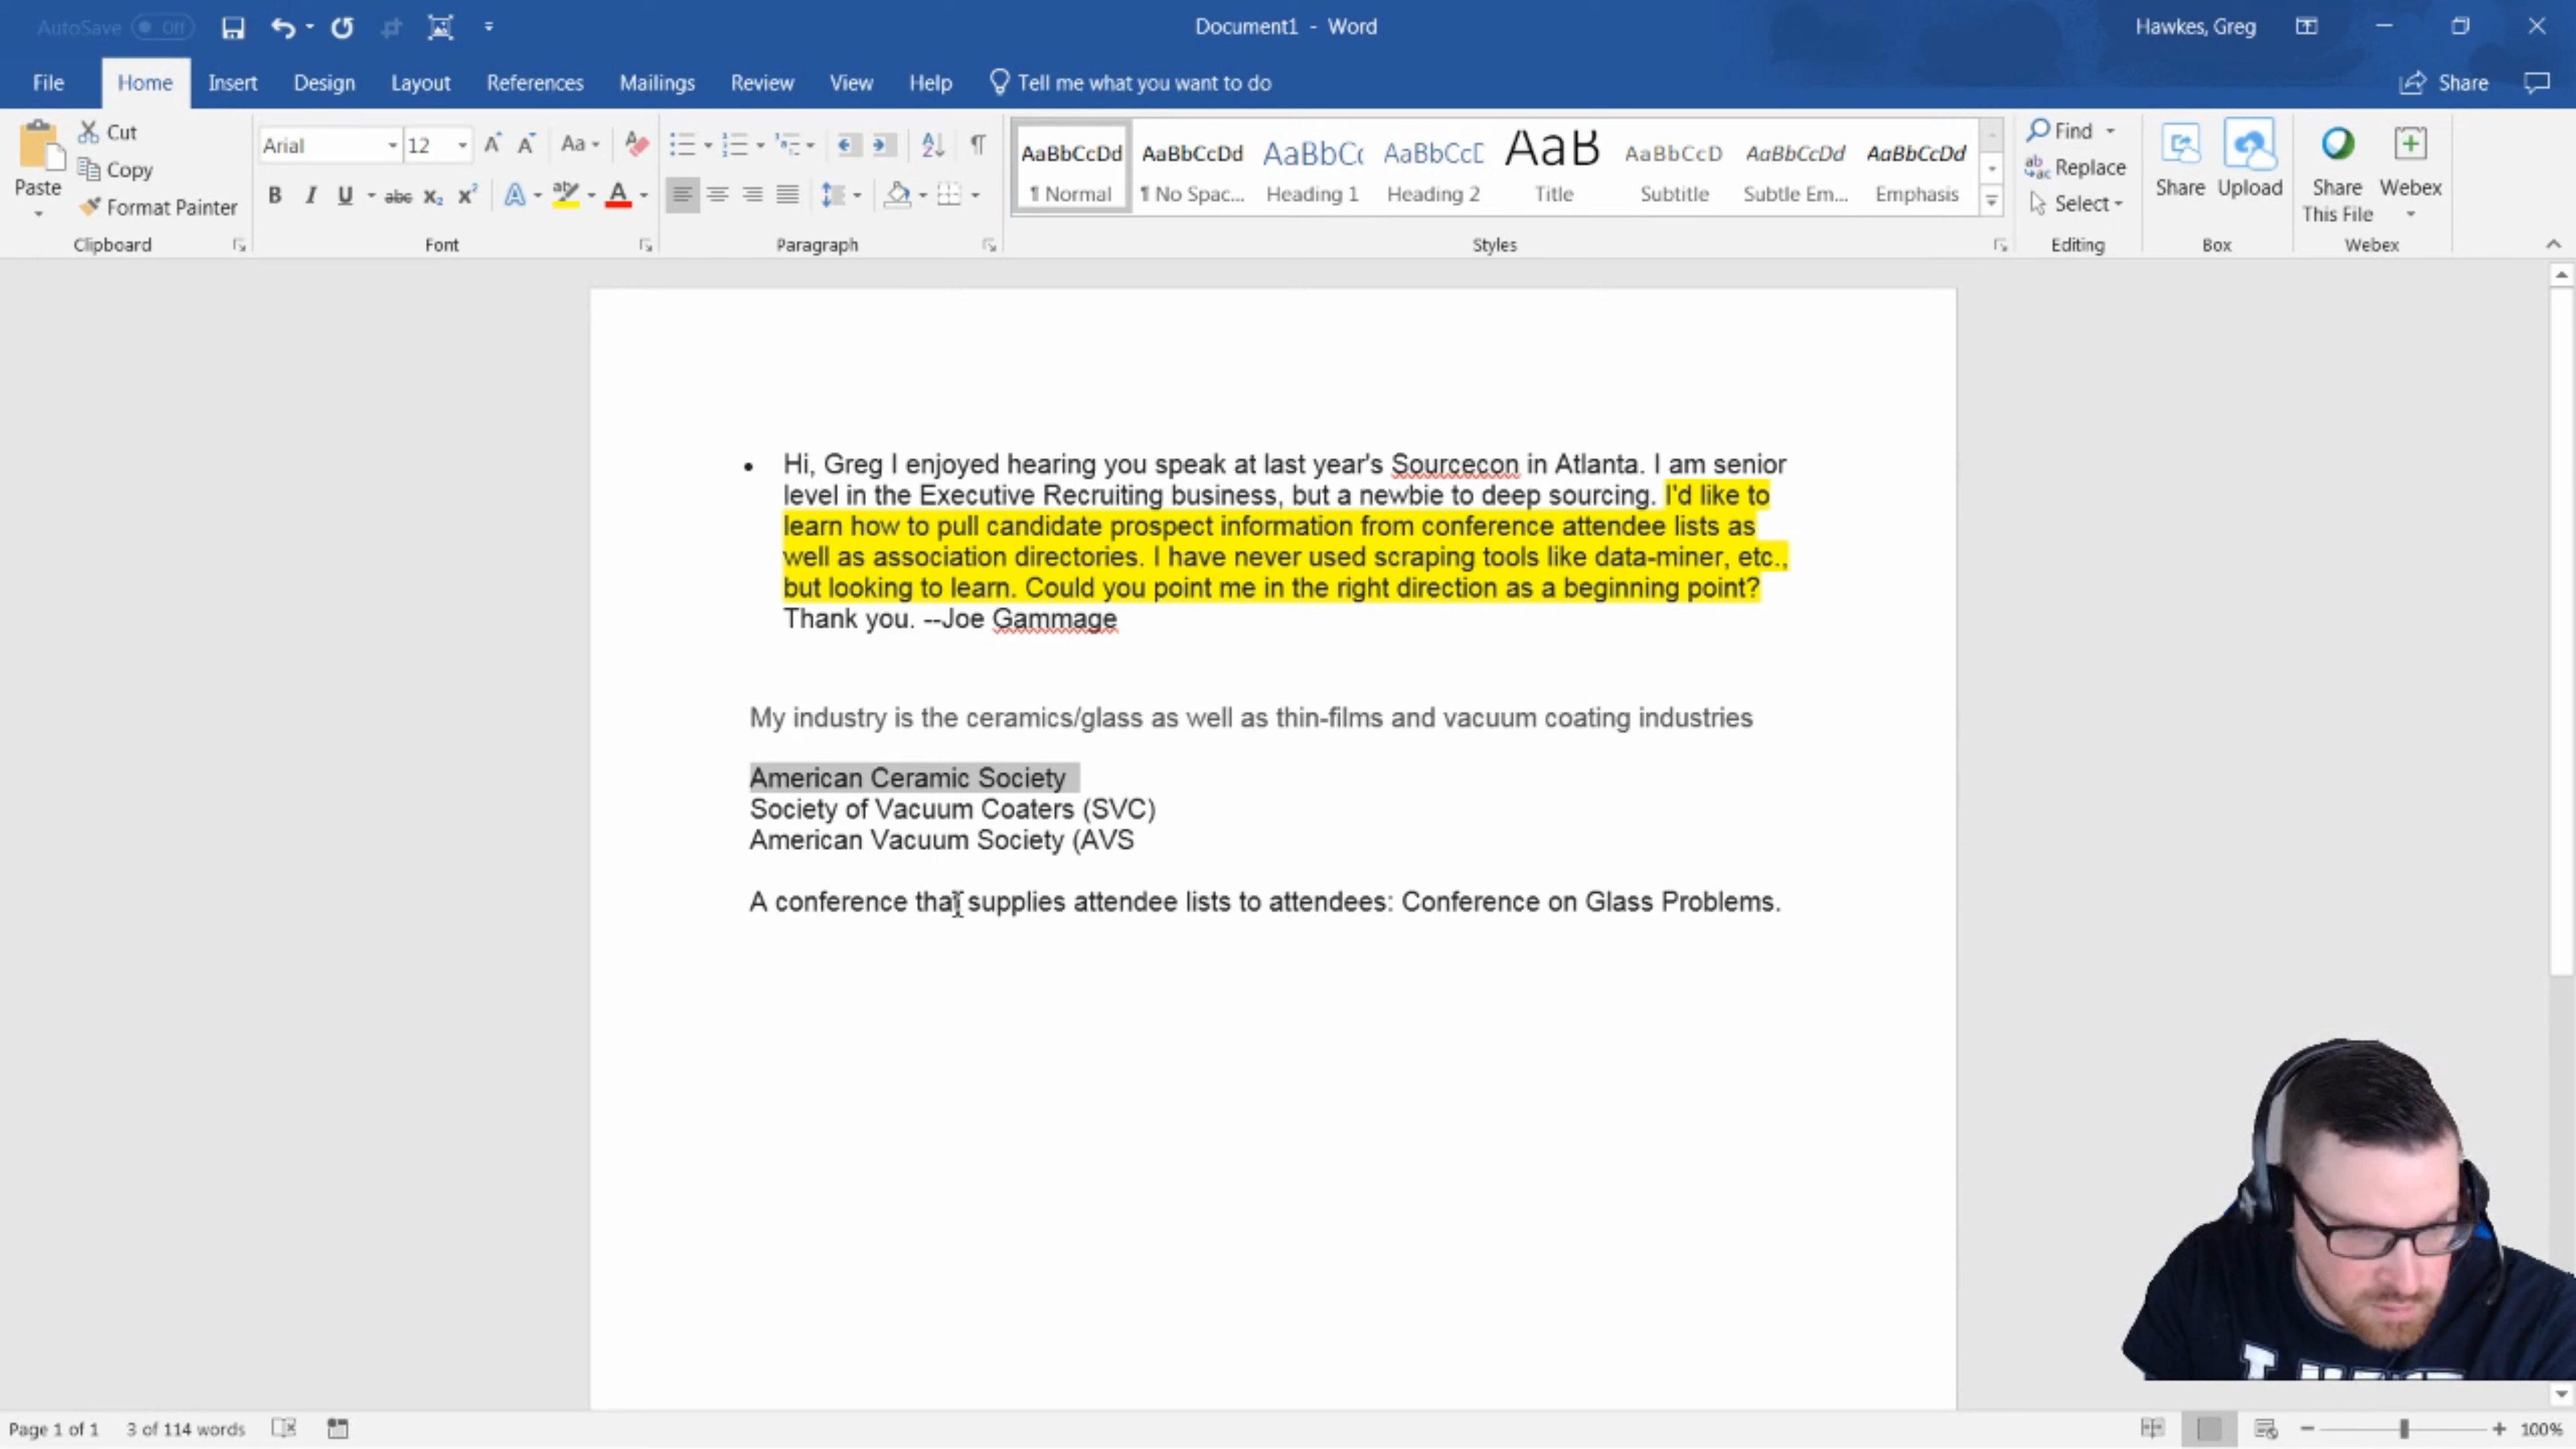 AutoSave Off
Document1 - Word
Hawkes, Greg
File Home Insert Design Layout References Mailings Review View Help Tell me what you want to do
Share
Paste
Cut
Copy
Format Painter
Clipboard
Arial 12
Aa
B I U abc x₂ x² A ab A
Font
Paragraph
AaBbCcDd AaBbCcDd AaBbC AaBbCcD AaB AaBbCcD AaBbCcDd AaBbCcDd
¶ Normal ¶ No Spac... Heading 1 Heading 2 Title Subtitle Subtle Em... Emphasis
Styles
Find
Replace
Select
Editing
Share Upload
Box
Share This File
Webex
Webex
• Hi, Greg I enjoyed hearing you speak at last year's Sourcecon in Atlanta. I am senior
level in the Executive Recruiting business, but a newbie to deep sourcing. I'd like to
learn how to pull candidate prospect information from conference attendee lists as
well as association directories. I have never used scraping tools like data-miner, etc.,
but looking to learn. Could you point me in the right direction as a beginning point?
Thank you. --Joe Gammage
My industry is the ceramics/glass as well as thin-films and vacuum coating industries
American Ceramic Society
Society of Vacuum Coaters (SVC)
American Vacuum Society (AVS
A conference that supplies attendee lists to attendees: Conference on Glass Problems.
Page 1 of 1 3 of 114 words
100%